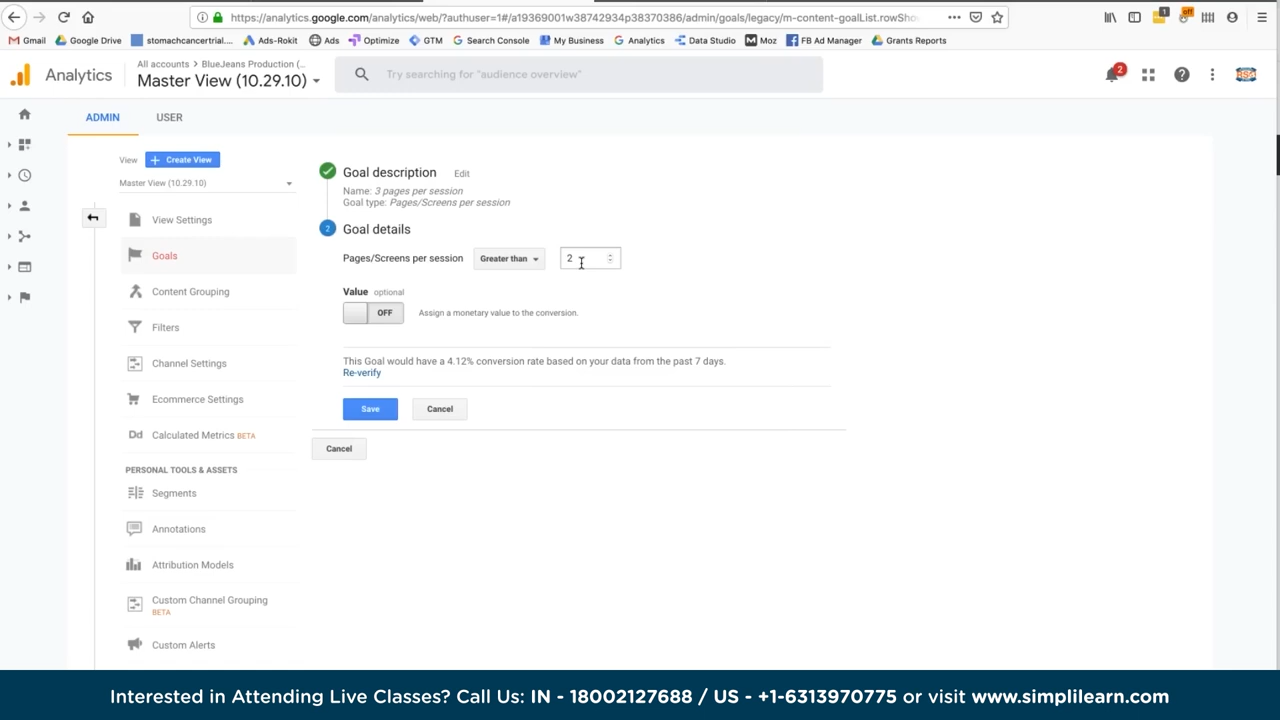 https://analytics.google.com/analytics/web/?authuser=1#/a19369001w38742934p38370386/admin/goals/legacy/m-content-goalList.rowSho
1
off
Gmail
Google Drive
stomachcancertrial....
Ads-Rokit
Ads
Optimize
GTM
Search Console
My Business
Analytics
Data Studio
Moz
FB Ad Manager
Grants Reports
Analytics
All accounts > BlueJeans Production (..
Master View (10.29.10)
Try searching for "audience overview"
2
ADMIN
USER
View
+ Create View
Master View (10.29.10)
View Settings
Goals
Content Grouping
Filters
Channel Settings
Ecommerce Settings
Dd Calculated Metrics BETA
PERSONAL TOOLS & ASSETS
Segments
Annotations
Attribution Models
Custom Channel Grouping
BETA
Custom Alerts
Goal description Edit
Name: 3 pages per session
Goal type: Pages/Screens per session
2 Goal details
Pages/Screens per session Greater than 2
Value optional
OFF Assign a monetary value to the conversion.
This Goal would have a 4.12% conversion rate based on your data from the past 7 days.
Re-verify
Save Cancel
Cancel
Interested in Attending Live Classes? Call Us: IN - 18002127688 / US - +1-6313970775 or visit www.simplilearn.com